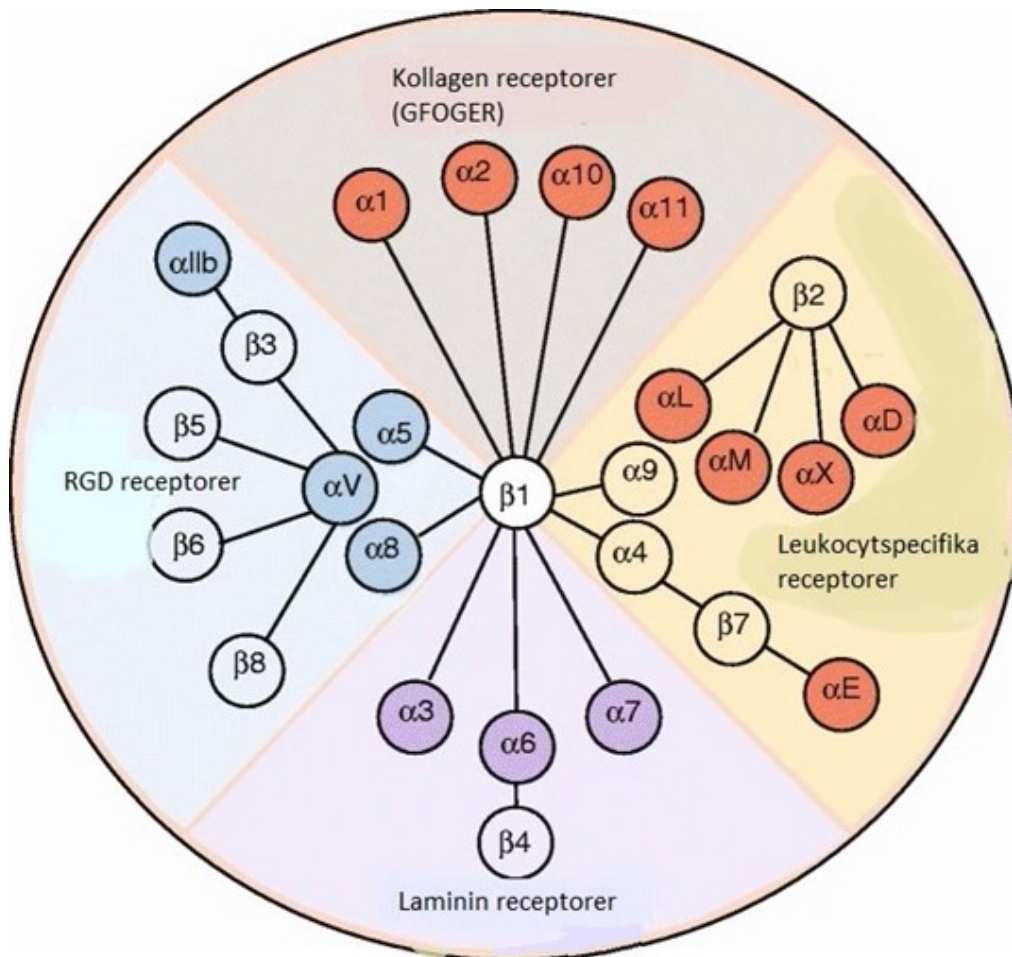 Kollagen receptorer
(GFOGER)
α1
α2
α10
α11
αIIb
β3
β5
α5
RGD receptorer
αV
β6
α8
β8
β1
β2
αL
αM
αX
αD
α9
α4
Leukocytspecifika
receptorer
β7
αE
α3
α6
α7
β4
Laminin receptorer